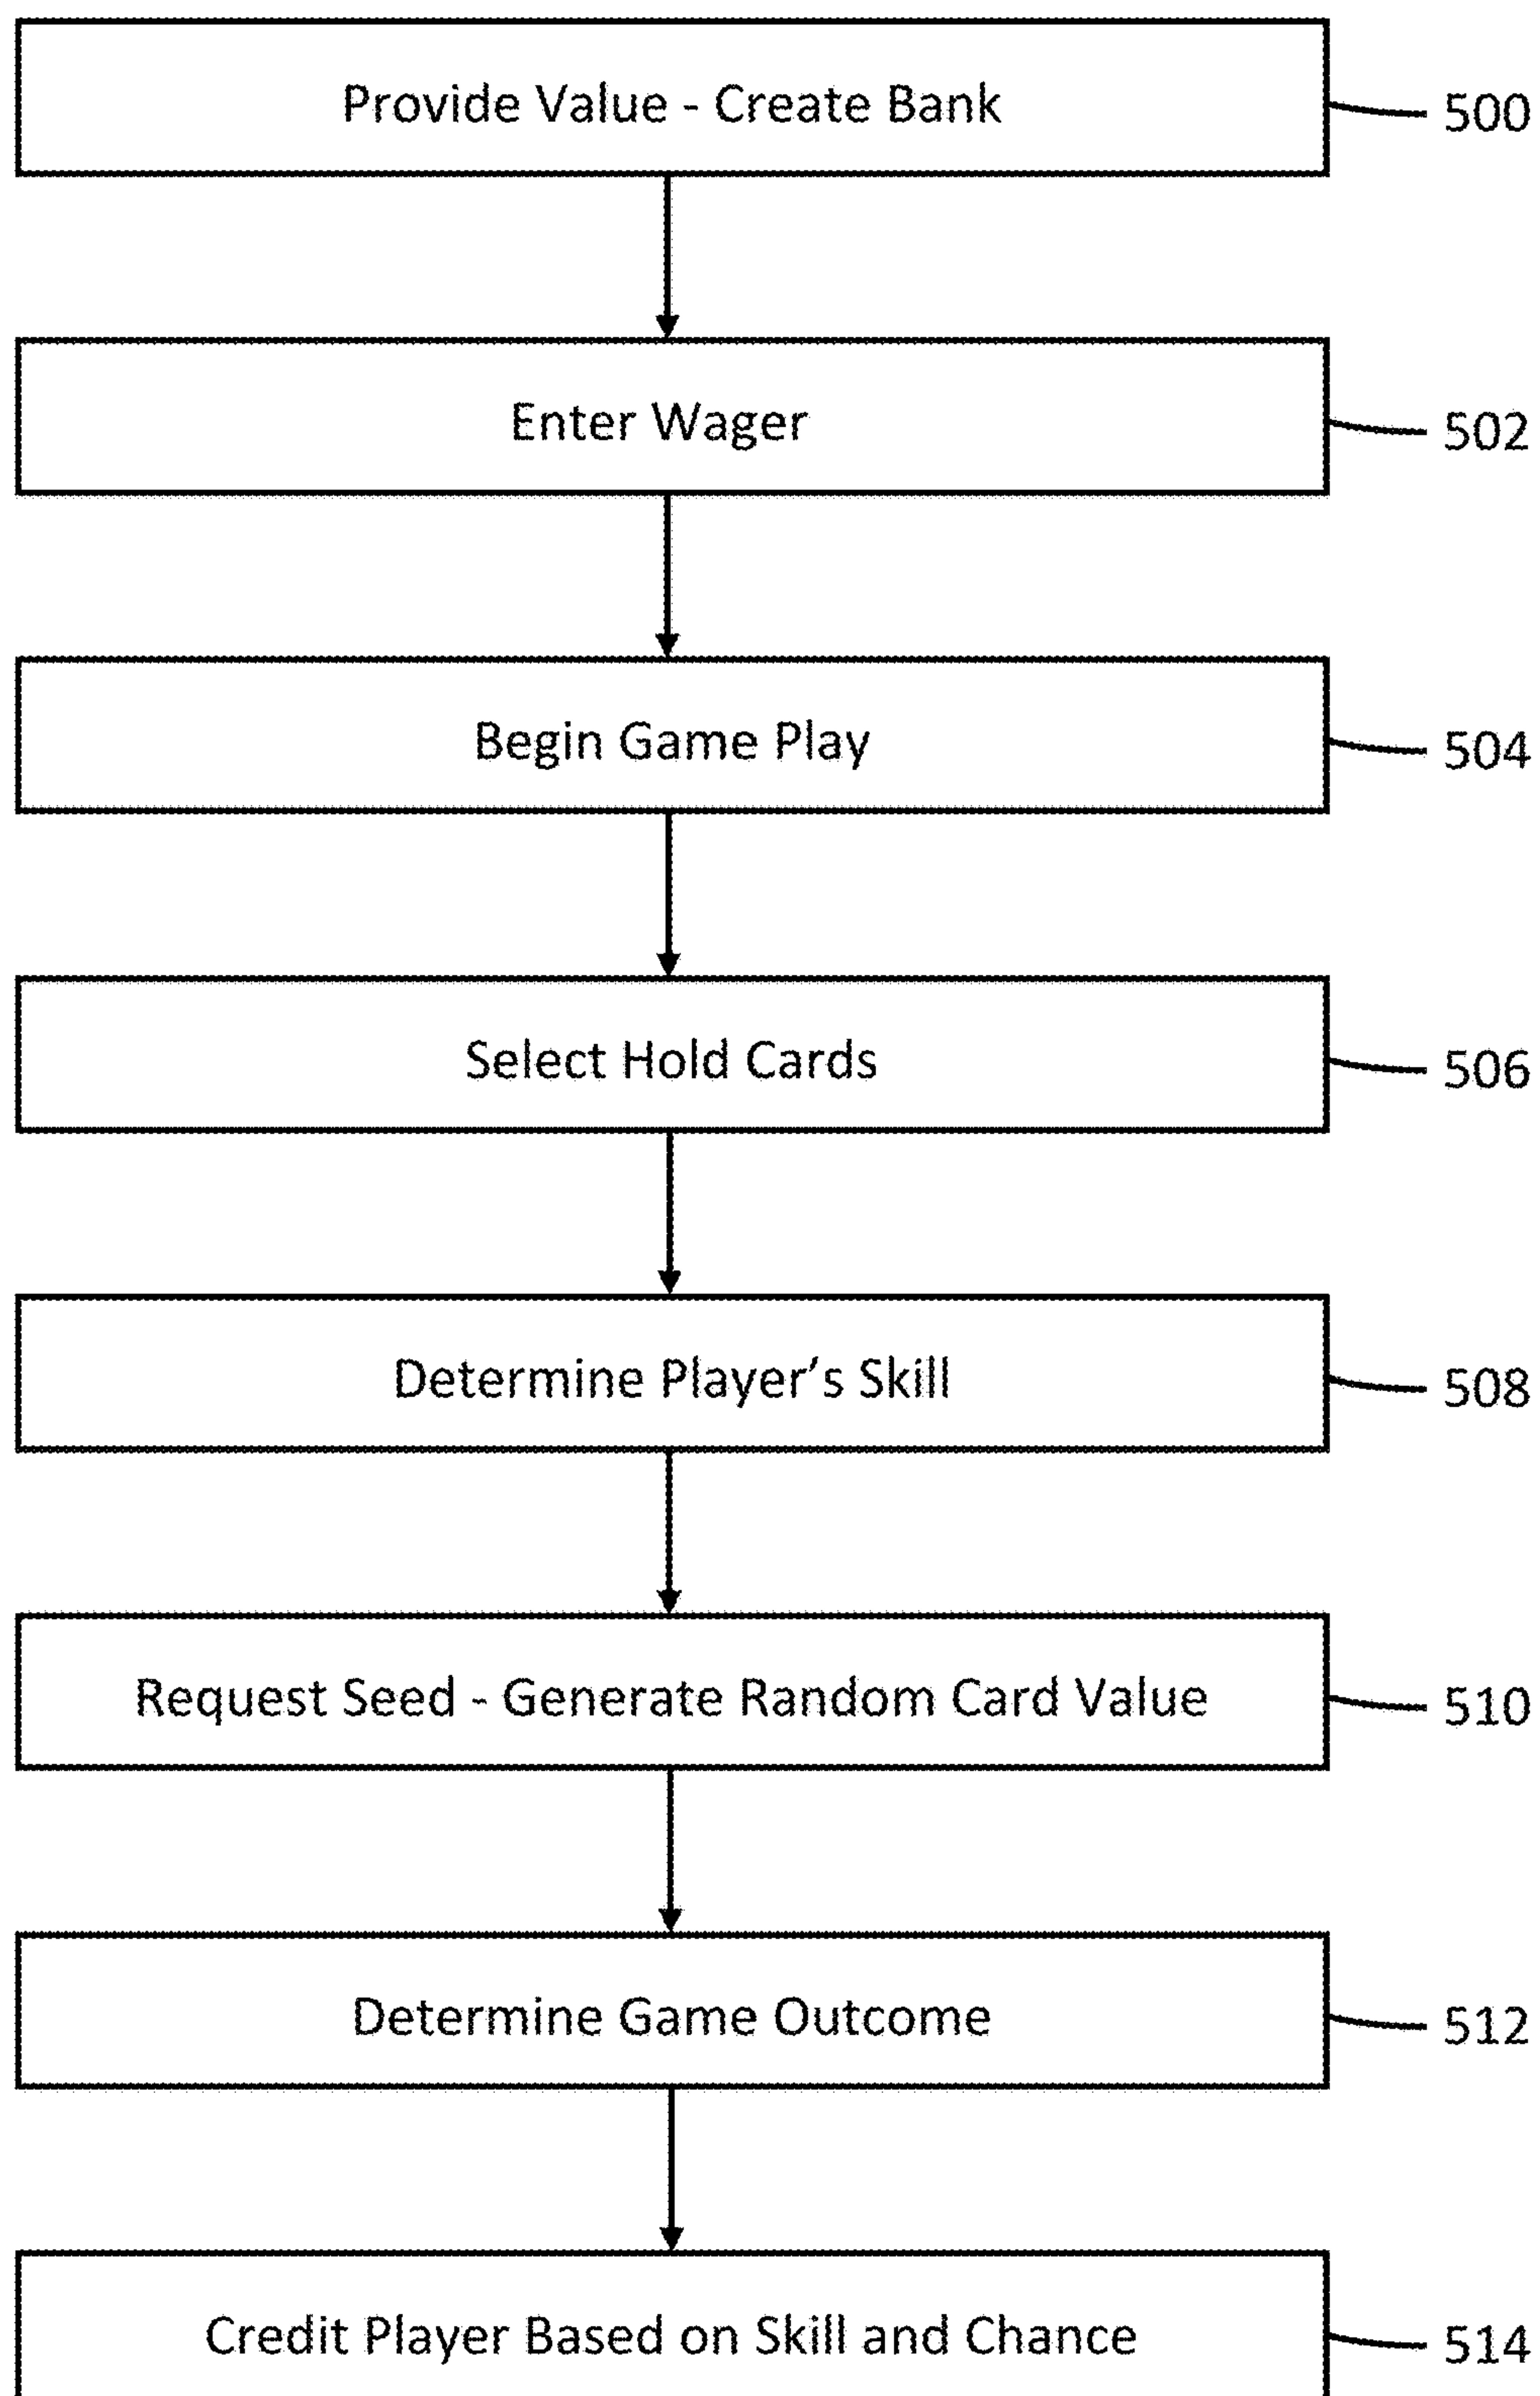 Provide Value - Create Bank
500
Enter Wager
502
Begin Game Play
504
Select Hold Cards
506
Determine Player's Skill
508
Request Seed - Generate Random Card Value
510
Determine Game Outcome
512
Credit Player Based on Skill and Chance
514